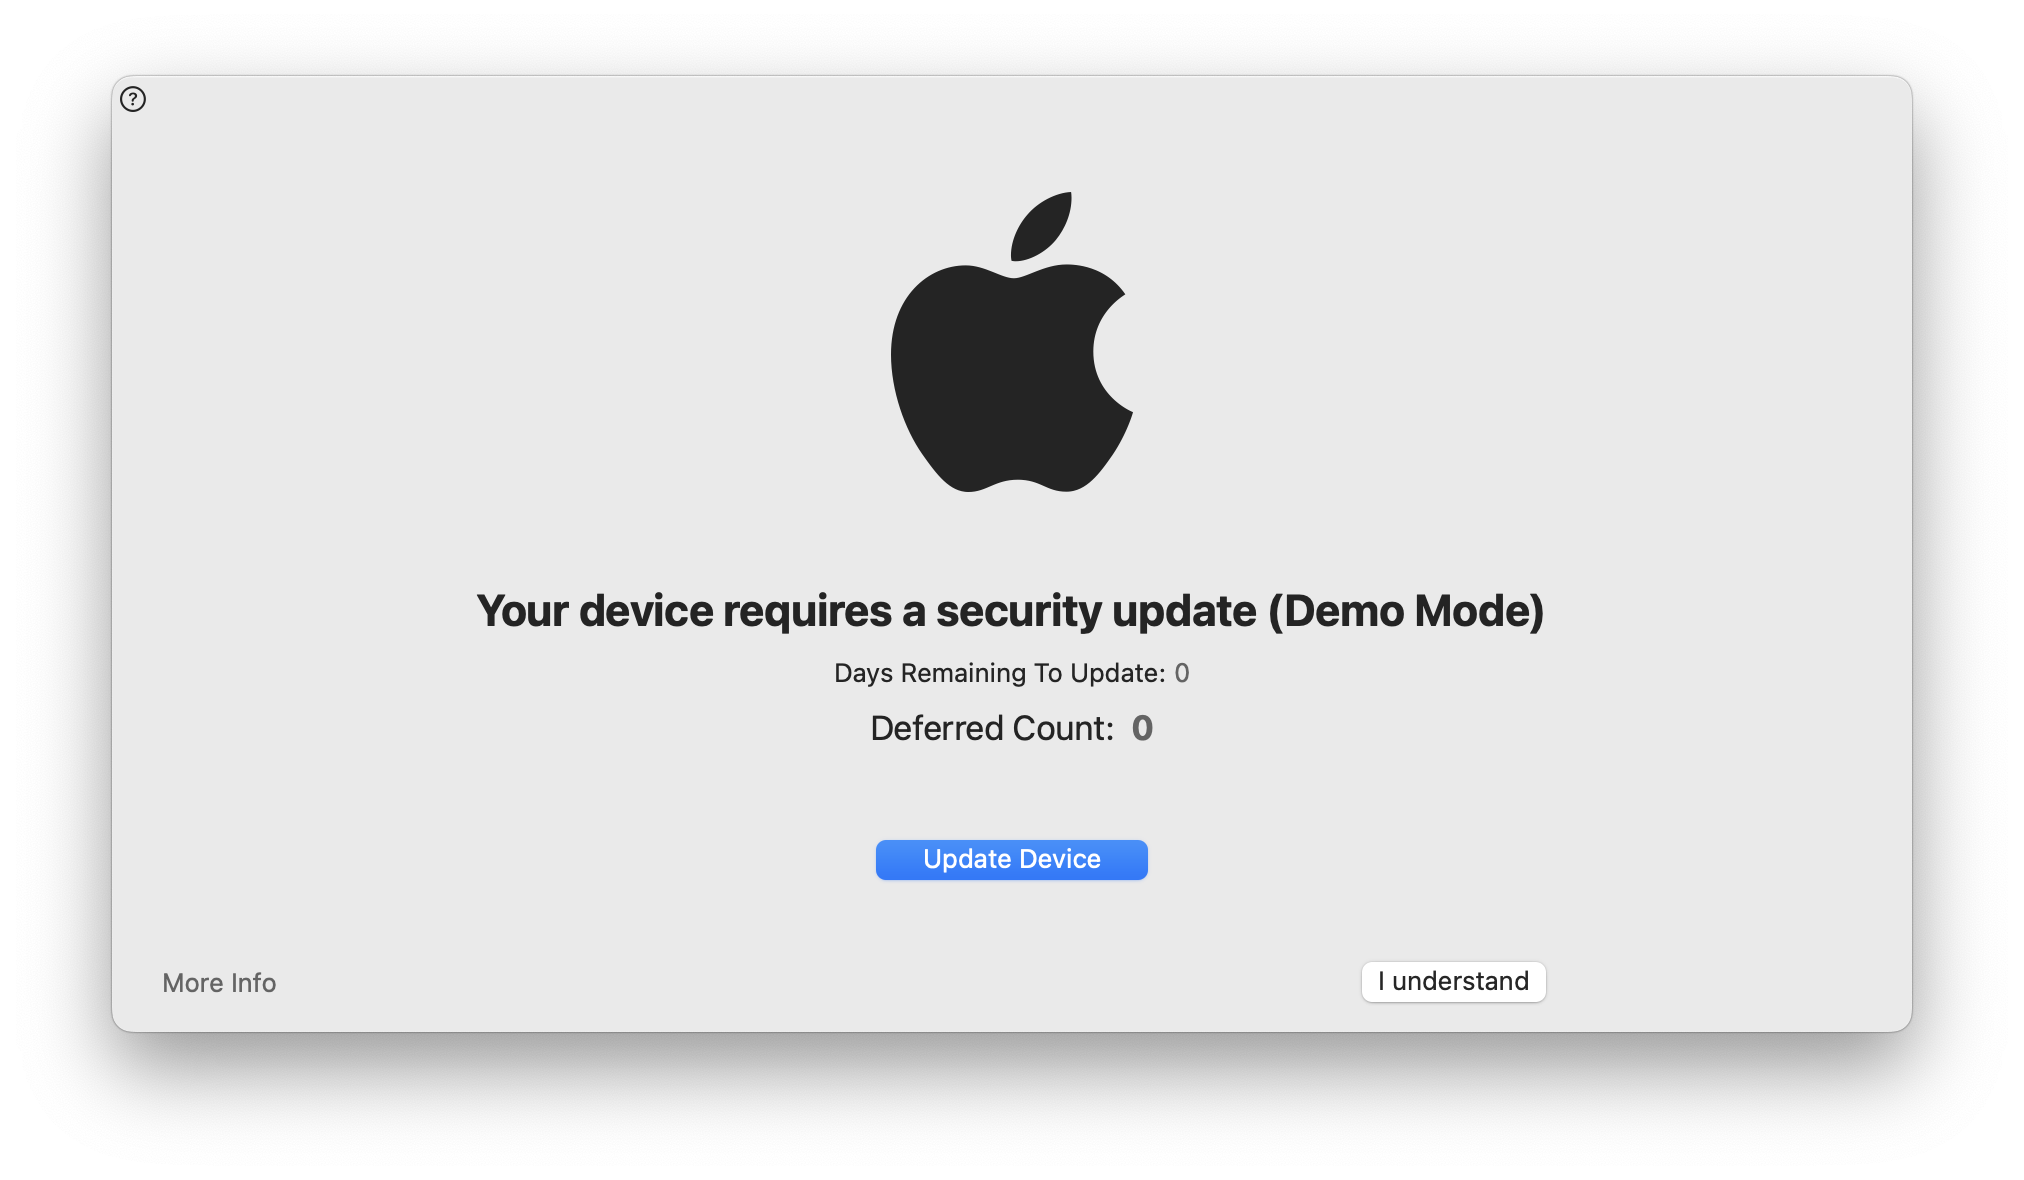 ?
Your device requires a security update (Demo Mode)
Days Remaining To Update: 0
Deferred Count: 0
Update Device
More Info
I understand